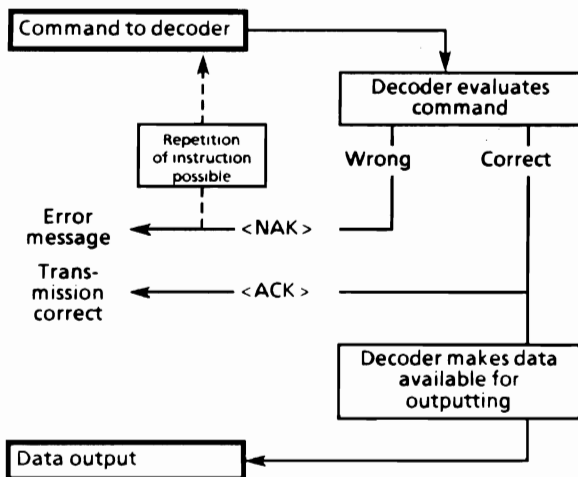 Command to decoder
Decoder evaluates
command
Repetition
of instruction
possible
Wrong
Correct
Error
message
<NAK>
Trans-
mission
correct
<ACK>
Decoder makes data
available for
outputting
Data output